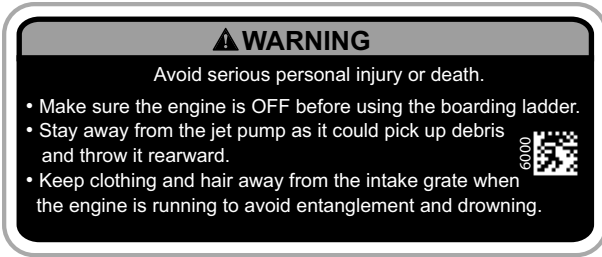 WARNING
Avoid serious personal injury or death.
• Make sure the engine is OFF before using the boarding ladder.
• Stay away from the jet pump as it could pick up debris
and throw it rearward.
6000
• Keep clothing and hair away from the intake grate when
the engine is running to avoid entanglement and drowning.